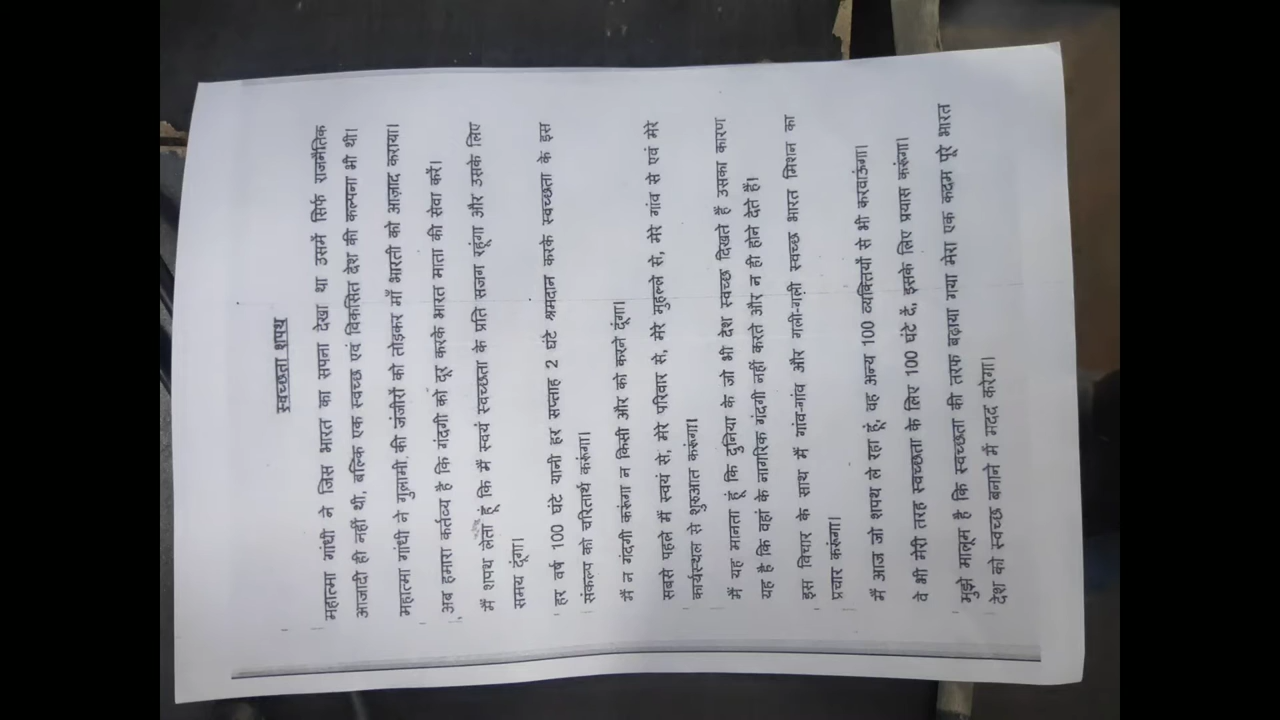 स्वच्छता शपथ
महात्मा गांधी ने जिस भारत का सपना देखा था उसमें सिर्फ राजनैतिक
आजादी ही नहीं थी, बल्कि एक स्वच्छ एवं विकसित देश की कल्पना भी थी।
महात्मा गांधी ने गुलामी की जंजीरों को तोड़कर माँ भारती को आज़ाद कराया।
अब हमारा कर्तव्य है कि गंदगी को दूर करके भारत माता की सेवा करें।
मैं शपथ लेता हूं कि मैं स्वयं स्वच्छता के प्रति सजग रहूंगा और उसके लिए
समय दूंगा।
हर वर्ष 100 घंटे यानी हर सप्ताह 2 घंटे श्रमदान करके स्वच्छता के इस
संकल्प को चरितार्थ करूंगा।
मैं न गंदगी करूंगा न किसी और को करने दूंगा।
सबसे पहले मैं स्वयं से, मेरे परिवार से, मेरे मुहल्ले से, मेरे गांव से एवं मेरे
कार्यस्थल से शुरुआत करूंगा।
मैं यह मानता हूं कि दुनिया के जो भी देश स्वच्छ दिखते हैं उसका कारण
यह है कि वहां के नागरिक गंदगी नहीं करते और न ही होने देते हैं।
इस विचार के साथ मैं गांव-गांव और गली-गली स्वच्छ भारत मिशन का
प्रचार करूंगा।
मैं आज जो शपथ ले रहा हूं, वह अन्य 100 व्यक्तियों से भी करवाऊंगा।
वे भी मेरी तरह स्वच्छता के लिए 100 घंटे दें, इसके लिए प्रयास करूंगा।
मुझे मालूम है कि स्वच्छता की तरफ बढ़ाया गया मेरा एक कदम पूरे भारत
देश को स्वच्छ बनाने में मदद करेगा।